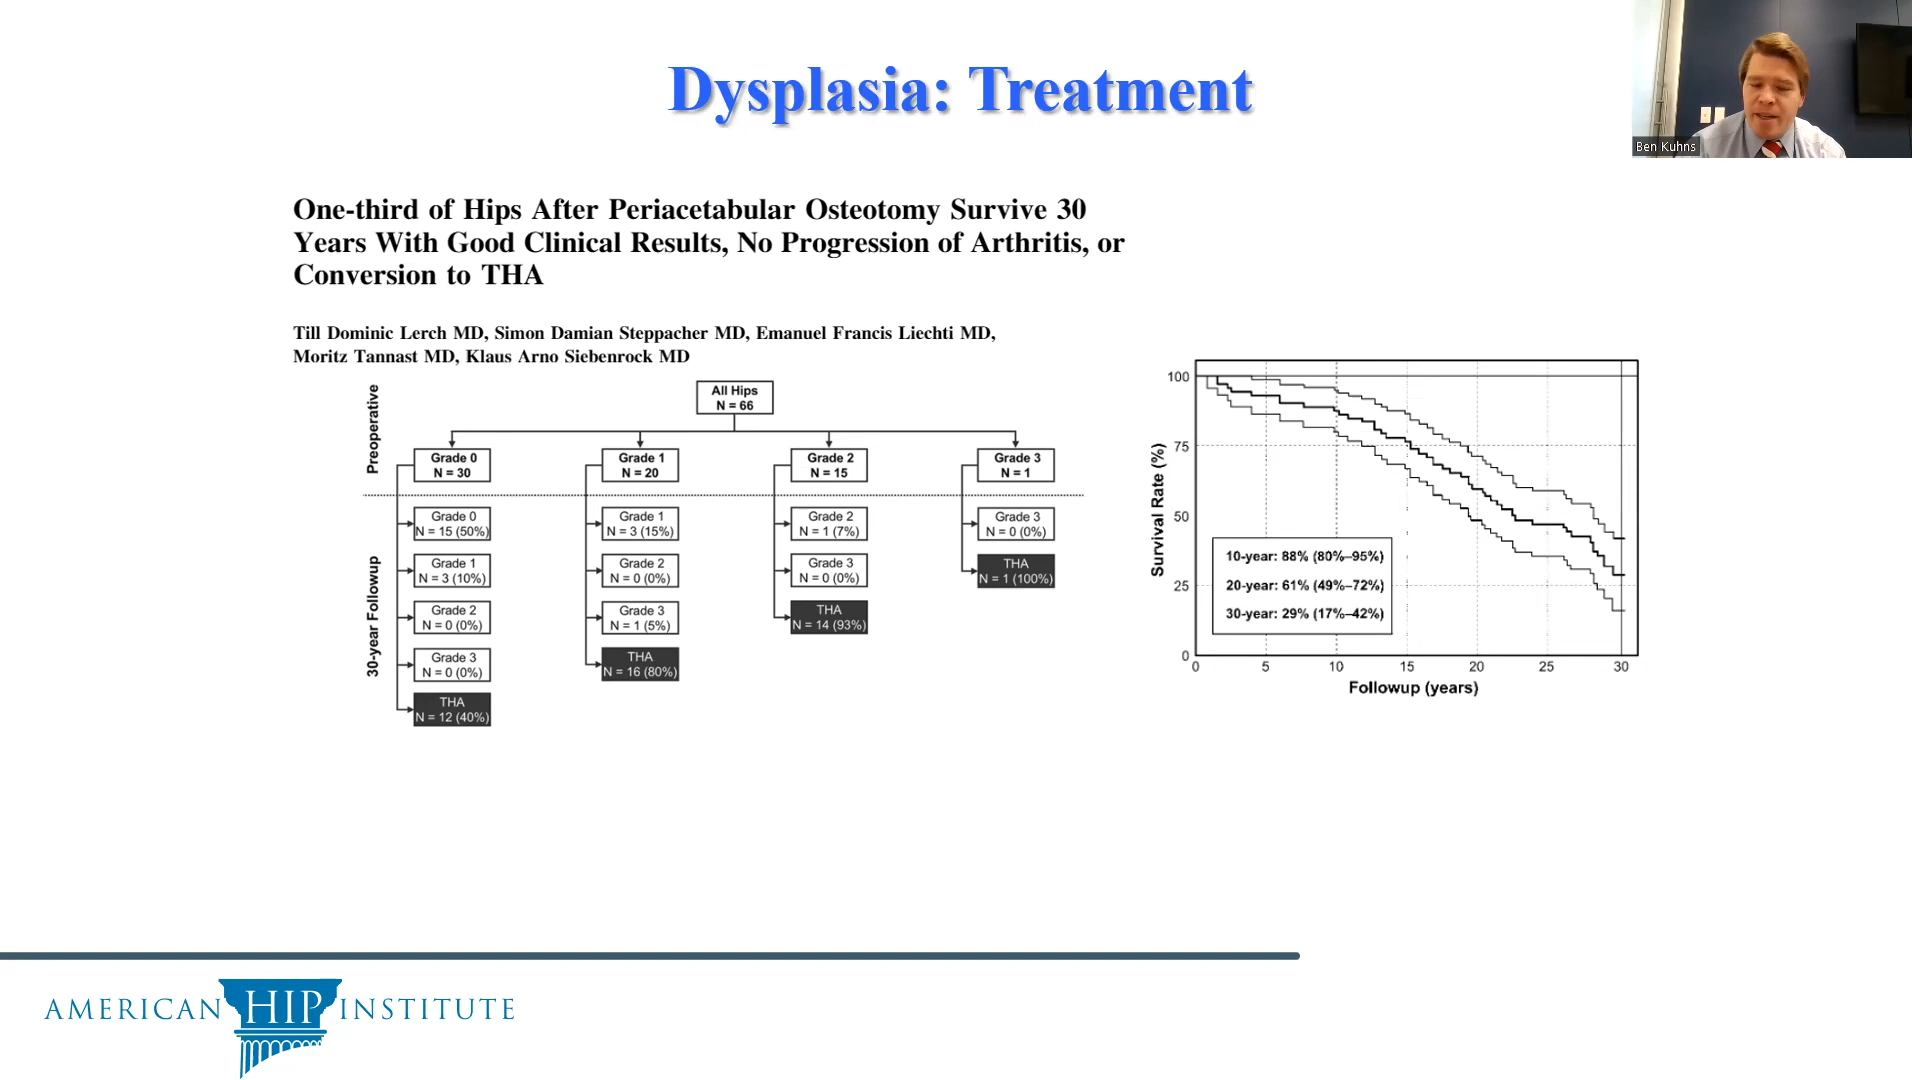 Dysplasia: Treatment
Ben Kuhns
One-third of Hips After Periacetabular Osteotomy Survive 30
Years With Good Clinical Results, No Progression of Arthritis, or
Conversion to THA
Till Dominic Lerch MD, Simon Damian Steppacher MD, Emanuel Francis Liechti MD,
Moritz Tannast MD, Klaus Arno Siebenrock MD
Preoperative
All Hips
N = 66
Grade 0
N = 30
Grade 1
N = 20
Grade 2
N = 15
Grade 3
N = 1
30-year Followup
Grade 0
N = 15 (50%)
Grade 1
N = 3 (10%)
Grade 2
N = 0 (0%)
Grade 3
N = 0 (0%)
THA
N = 12 (40%)
Grade 1
N = 3 (15%)
Grade 2
N = 0 (0%)
Grade 3
N = 1 (5%)
THA
N = 16 (80%)
Grade 2
N = 1 (7%)
Grade 3
N = 0 (0%)
THA
N = 14 (93%)
Grade 3
N = 0 (0%)
THA
N = 1 (100%)
Survival Rate (%)
100
75
50
25
0
10-year: 88% (80%–95%)
20-year: 61% (49%–72%)
30-year: 29% (17%–42%)
0 5 10 15 20 25 30
Followup (years)
AMERICAN HIP INSTITUTE